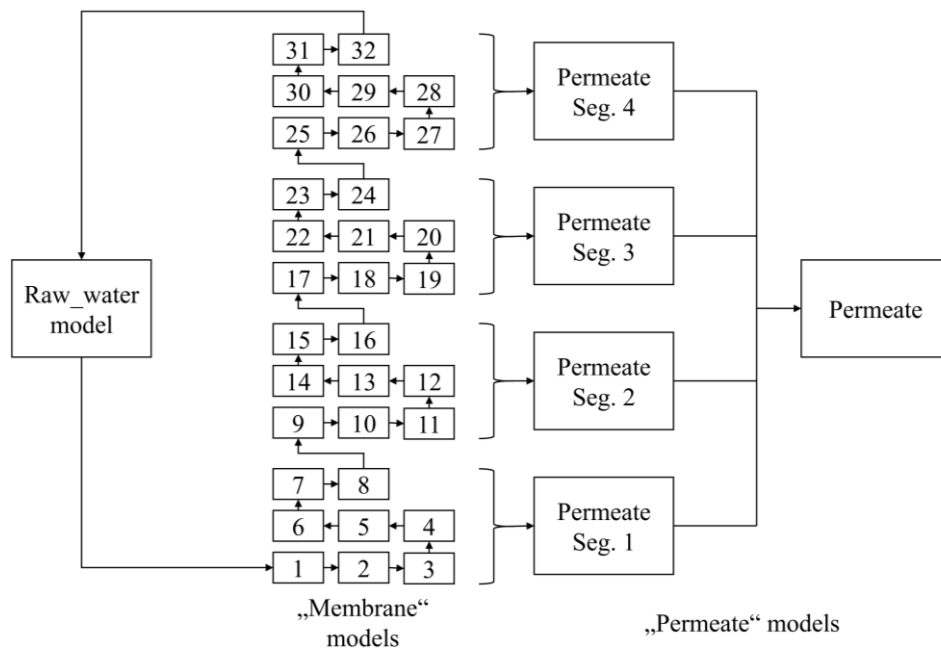 31 32
30 29 28
25 26 27
Permeate
Seg. 4
23 24
22 21 20
17 18 19
Permeate
Seg. 3
Raw_water
model
Permeate
15 16
14 13 12
9 10 11
Permeate
Seg. 2
7 8
6 5 4
1 2 3
Permeate
Seg. 1
„Membrane“
models
„Permeate“ models